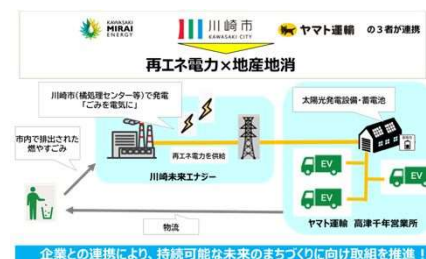 KAWASAKI
MIRAI
ENERGY
川崎市
KAWASAKI CITY
ヤマト運輸 の3者が連携
再エネ電力×地産地消
川崎市(橘処理センター等)で発電
「ごみを電気に」
太陽光発電設備・蓄電池
市内で排出された
燃やすごみ
再エネ電力を供給
川崎未来エナジー
EV
EV
EV
物流
ヤマト運輸 高津千年営業所
企業との連携により、持続可能な未来のまちづくりに向け取組を推進!